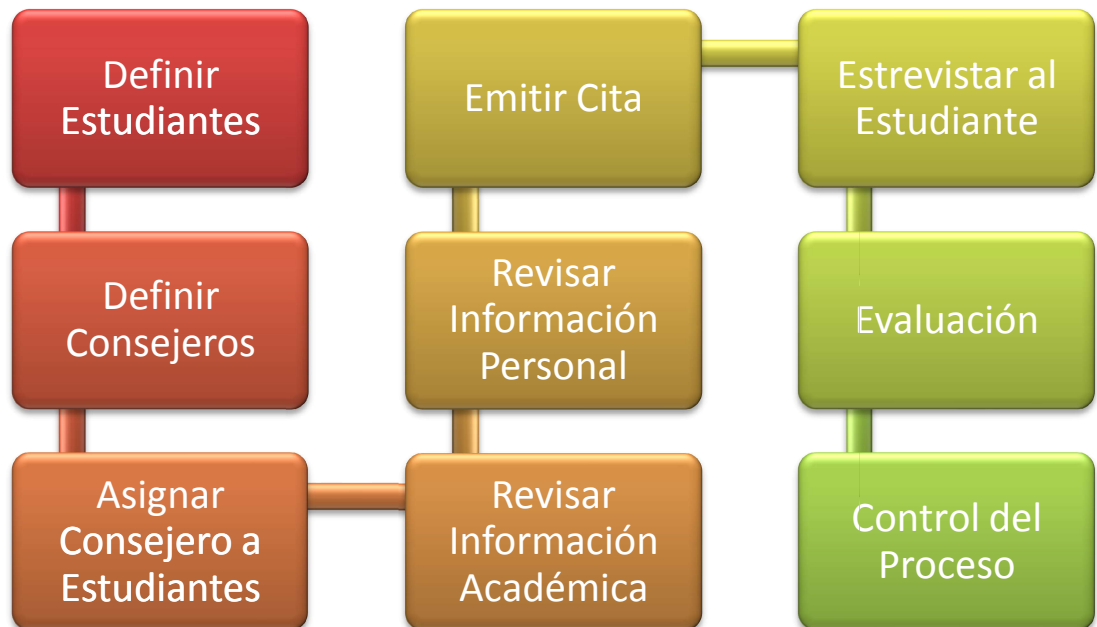 Definir
Estudiantes
Definir
Consejeros
Asignar
Consejero a
Estudiantes
Revisar
Información
Académica
Revisar
Información
Personal
Emitir Cita
Estrevistar al
Estudiante
Evaluación
Control del
Proceso